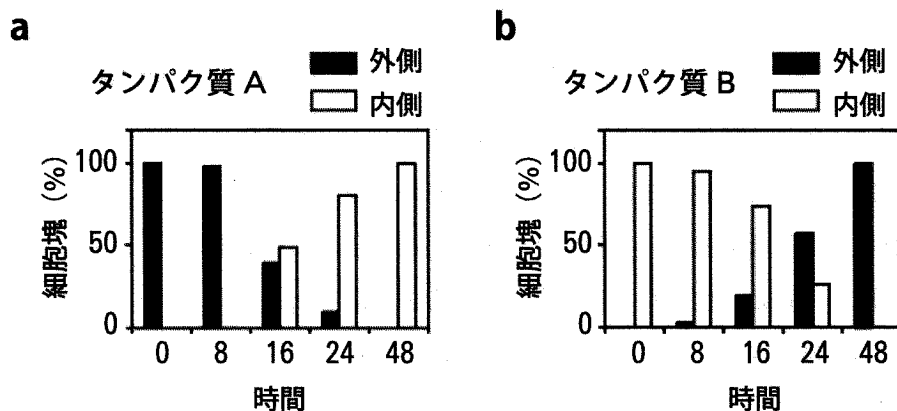 a
タンパク質 A
外側
内側
細胞塊 (%)
100
50
0
0 8 16 24 48
時間
b
タンパク質 B
外側
内側
細胞塊 (%)
100
50
0
0 8 16 24 48
時間